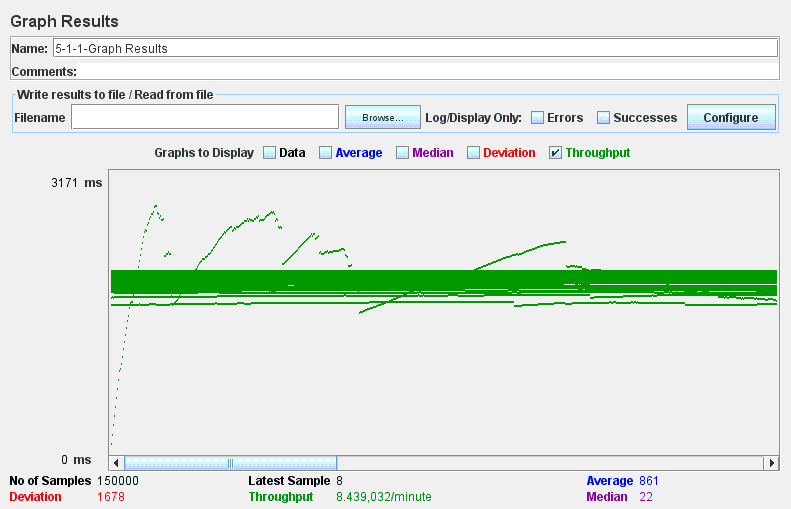 Graph Results
Name: 5-1-1-Graph Results
Comments:
Write results to file / Read from file
Filename Browse... Log/Display Only: Errors Successes Configure
Graphs to Display Data Average Median Deviation Throughput
3171 ms
0 ms
No of Samples 150000 Latest Sample 8 Average 861
Deviation 1678 Throughput 8.439,032/minute Median 22